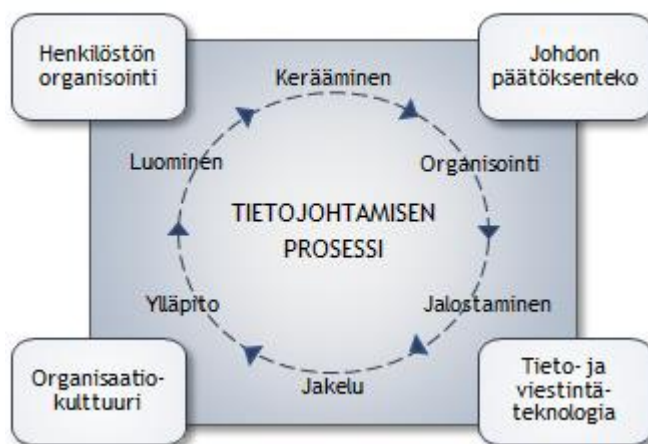 Henkilöstön
organisointi
Johdon
päätöksenteko
Kerääminen
Luominen
Organisointi
TIETOJOHTAMISEN
PROSESSI
Ylläpito
Jalostaminen
Jakelu
Organisaatio-
kulttuuri
Tieto- ja
viestintä-
teknologia